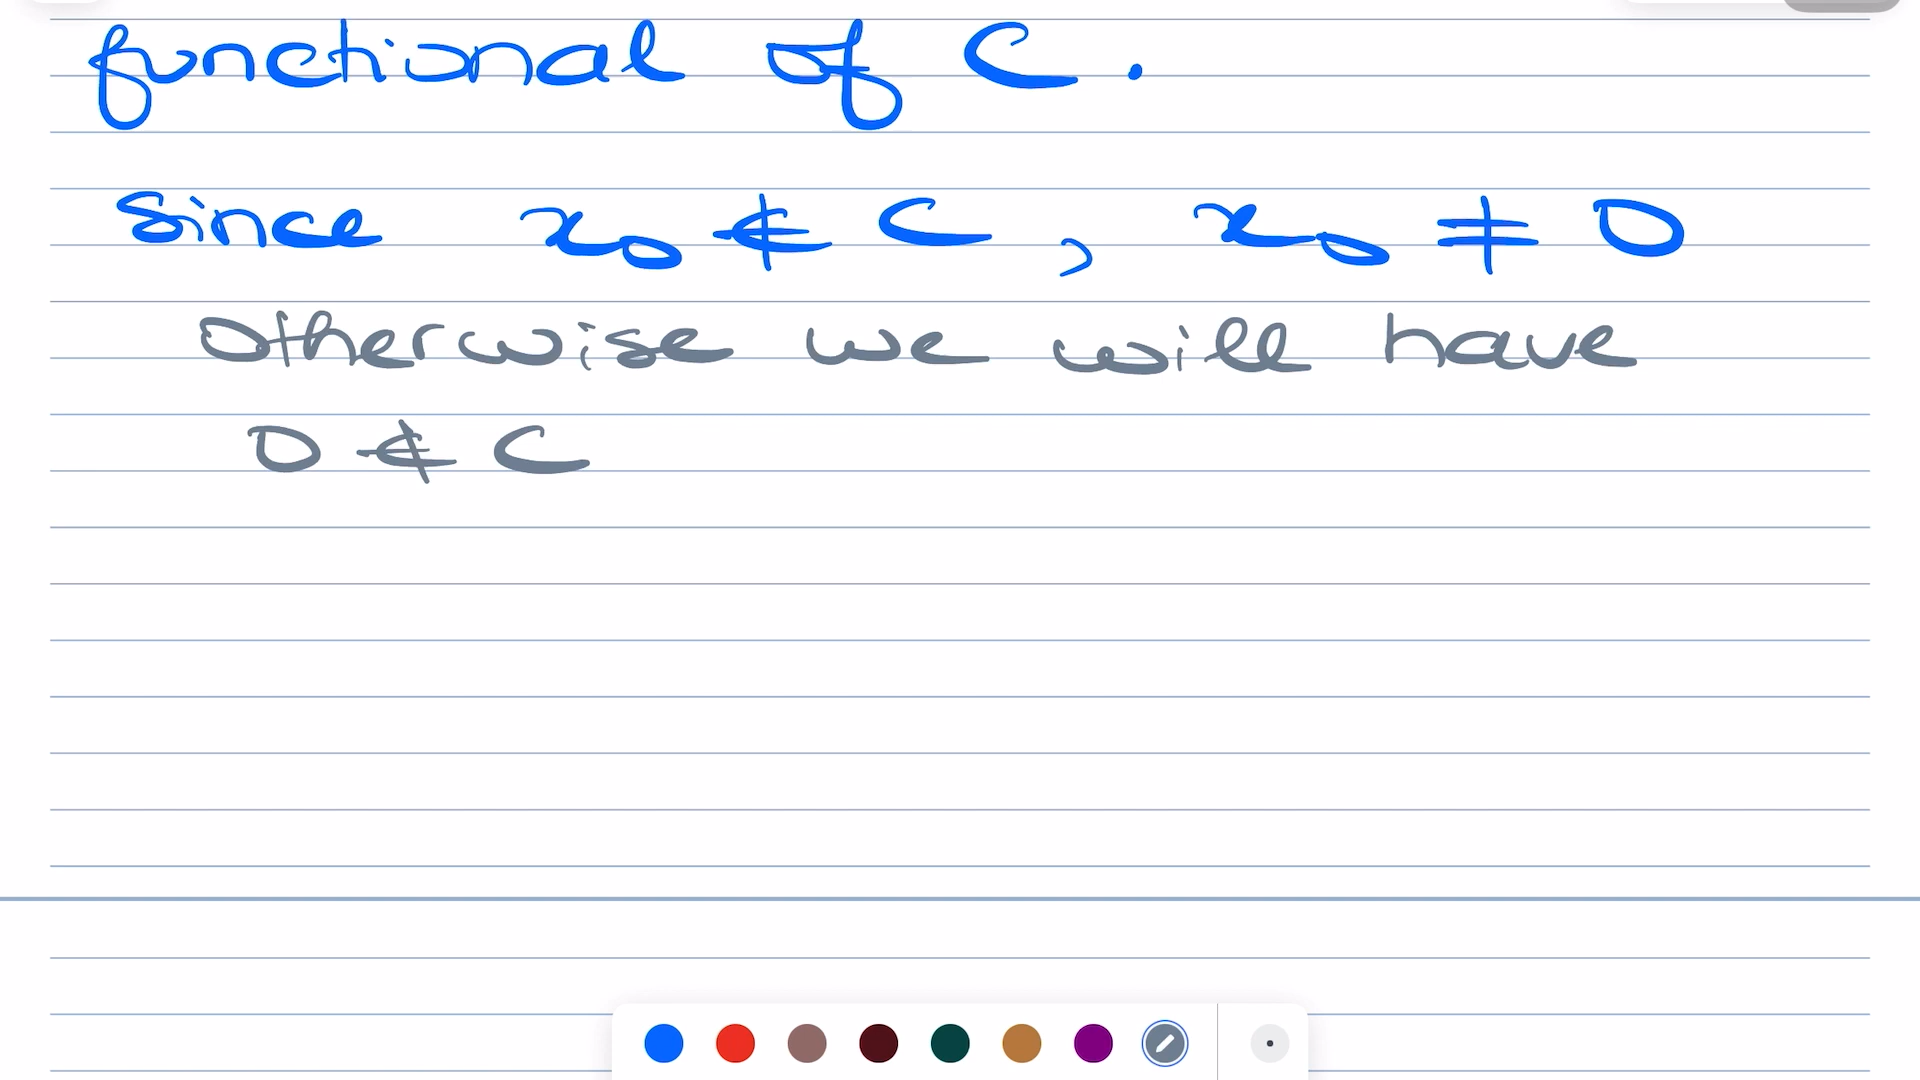 functional of C.
Since x₀ ∉ C, x₀ ≠ 0
Otherwise we will have
0 ∉ C